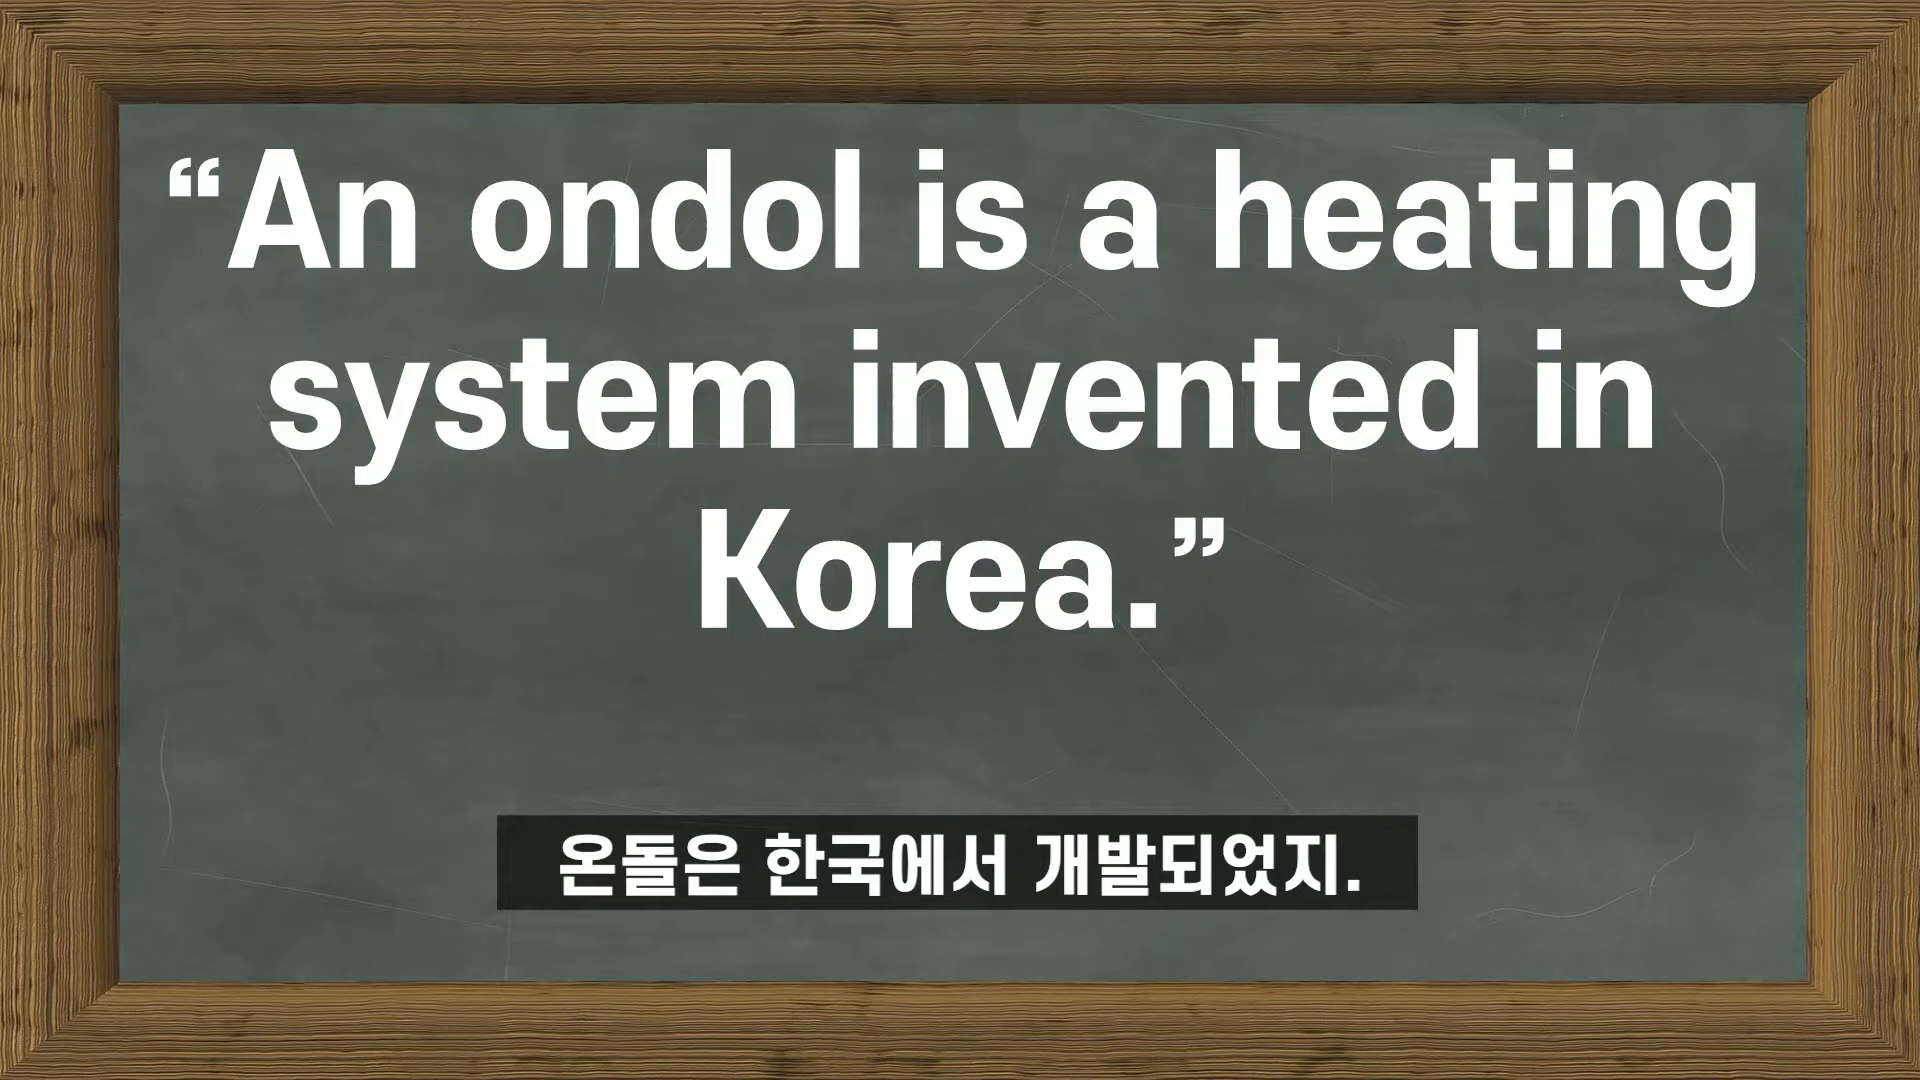 “An ondol is a heating
system invented in
Korea.”
온돌은 한국에서 개발되었지.